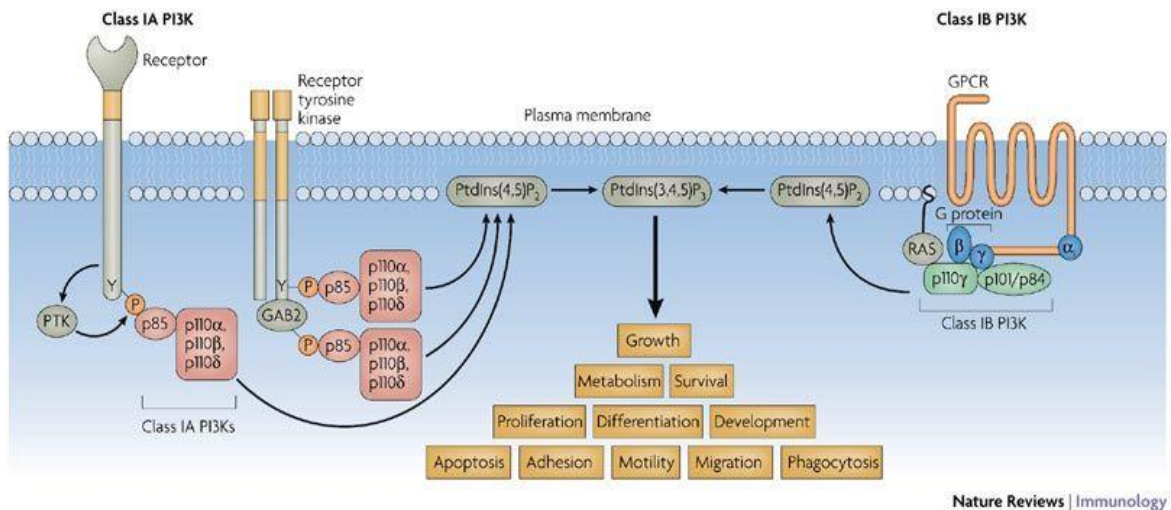 Class IA PI3K
Class IB PI3K
Receptor
Receptor
tyrosine
kinase
Plasma membrane
GPCR
PtdIns(4,5)P₂
PtdIns(3,4,5)P₃
PtdIns(4,5)P₂
G protein
RAS
β
γ
α
p110γ
p101/p84
Class IB PI3K
Y
PTK
P
p85
p110α,
p110β,
p110δ
Class IA PI3Ks
Y
P
p85
p110α,
p110β,
p110δ
GAB2
P
p85
p110α,
p110β,
p110δ
Growth
Metabolism
Survival
Proliferation
Differentiation
Development
Apoptosis
Adhesion
Motility
Migration
Phagocytosis
Nature Reviews | Immunology